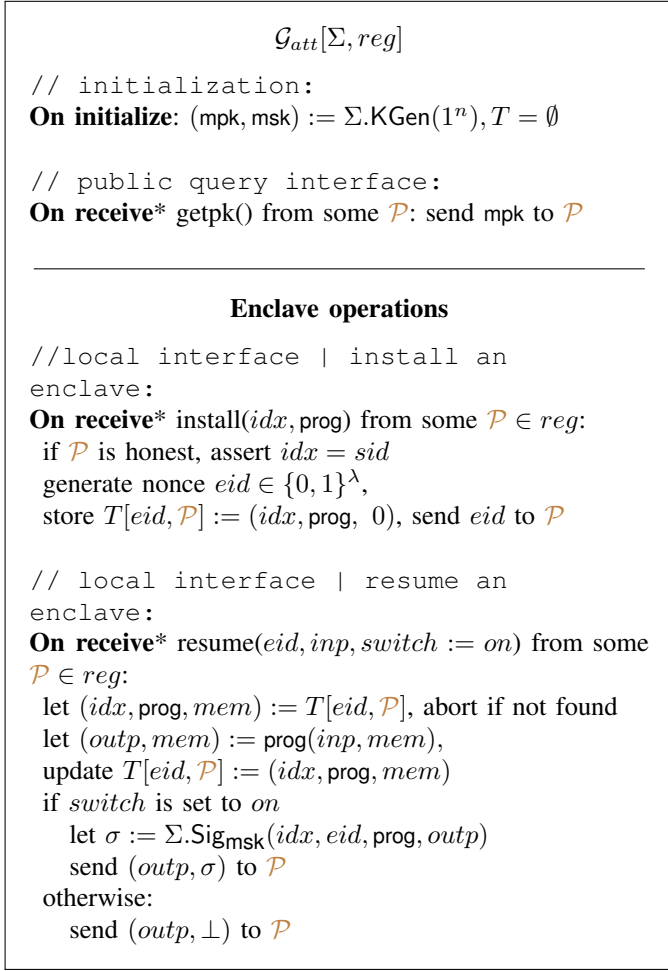 𝒢att[Σ, reg]
// initialization:
On initialize: (mpk, msk) := Σ.KGen(1ⁿ), T = ∅
// public query interface:
On receive* getpk() from some 𝒫: send mpk to 𝒫
Enclave operations
//local interface | install an
enclave:
On receive* install(idx, prog) from some 𝒫 ∈ reg:
if 𝒫 is honest, assert idx = sid
generate nonce eid ∈ {0, 1}^λ,
store T[eid, 𝒫] := (idx, prog, 0), send eid to 𝒫
// local interface | resume an
enclave:
On receive* resume(eid, inp, switch := on) from some
𝒫 ∈ reg:
let (idx, prog, mem) := T[eid, 𝒫], abort if not found
let (outp, mem) := prog(inp, mem),
update T[eid, 𝒫] := (idx, prog, mem)
if switch is set to on
let σ := Σ.Sig_msk(idx, eid, prog, outp)
send (outp, σ) to 𝒫
otherwise:
send (outp, ⊥) to 𝒫